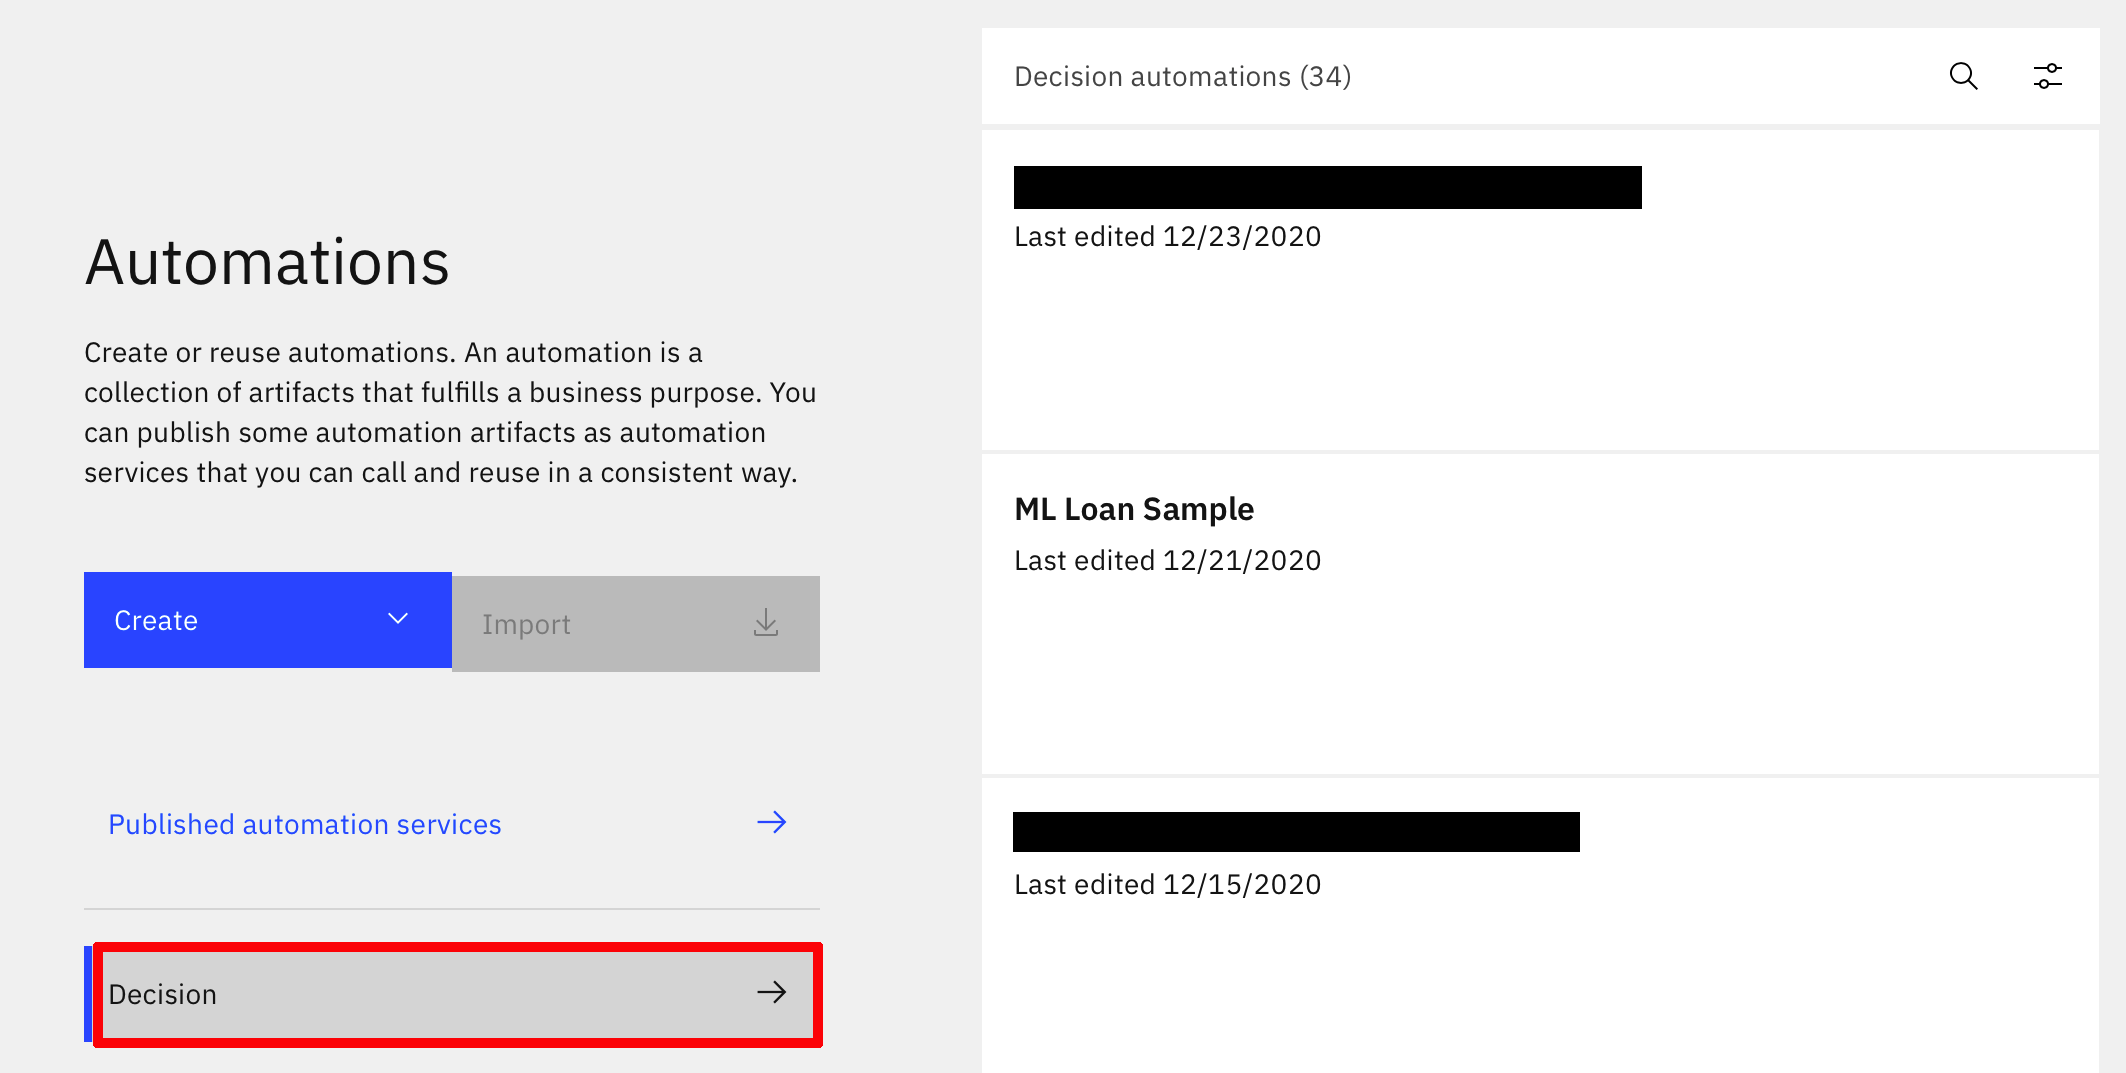 Automations
Create or reuse automations. An automation is a
collection of artifacts that fulfills a business purpose. You
can publish some automation artifacts as automation
services that you can call and reuse in a consistent way.
Create
Import
Published automation services
Decision
Decision automations (34)
Last edited 12/23/2020
ML Loan Sample
Last edited 12/21/2020
Last edited 12/15/2020